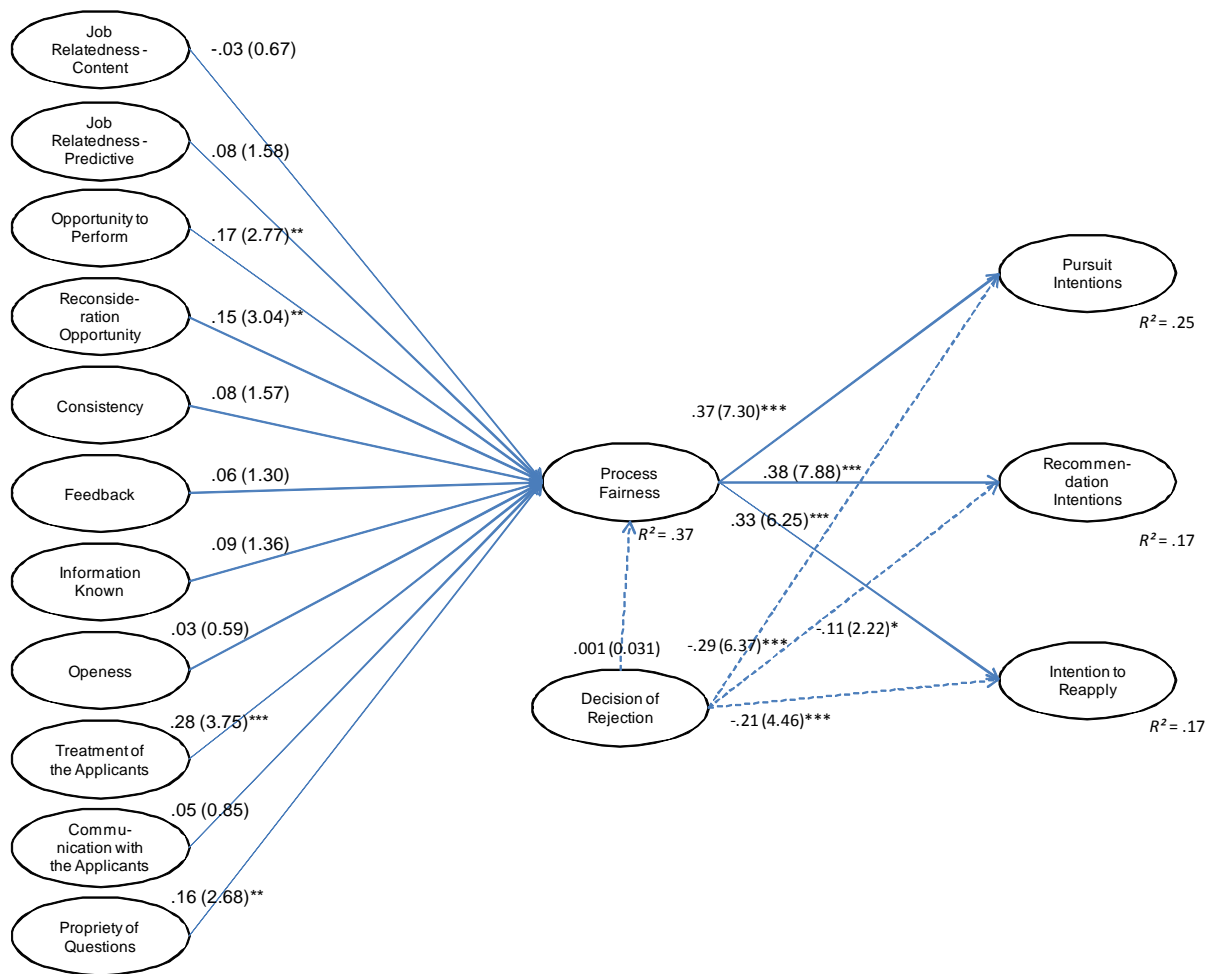 Job
Relatedness -
Content
-.03 (0.67)
Job
Relatedness -
Predictive
.08 (1.58)
Opportunity to
Perform
.17 (2.77)**
Reconside-
ration
Opportunity
.15 (3.04)**
Consistency
.08 (1.57)
Feedback
.06 (1.30)
Information
Known
.09 (1.36)
Openess
.03 (0.59)
Treatment of
the Applicants
.28 (3.75)***
Commu-
nication with
the Applicants
.05 (0.85)
Propriety of
Questions
.16 (2.68)**
Process
Fairness
R² = .37
.001 (0.031)
Decision of
Rejection
.37 (7.30)***
.38 (7.88)***
.33 (6.25)***
-.29 (6.37)***
-.11 (2.22)*
-.21 (4.46)***
Pursuit
Intentions
R² = .25
Recommen-
dation
Intentions
R² = .17
Intention to
Reapply
R² = .17